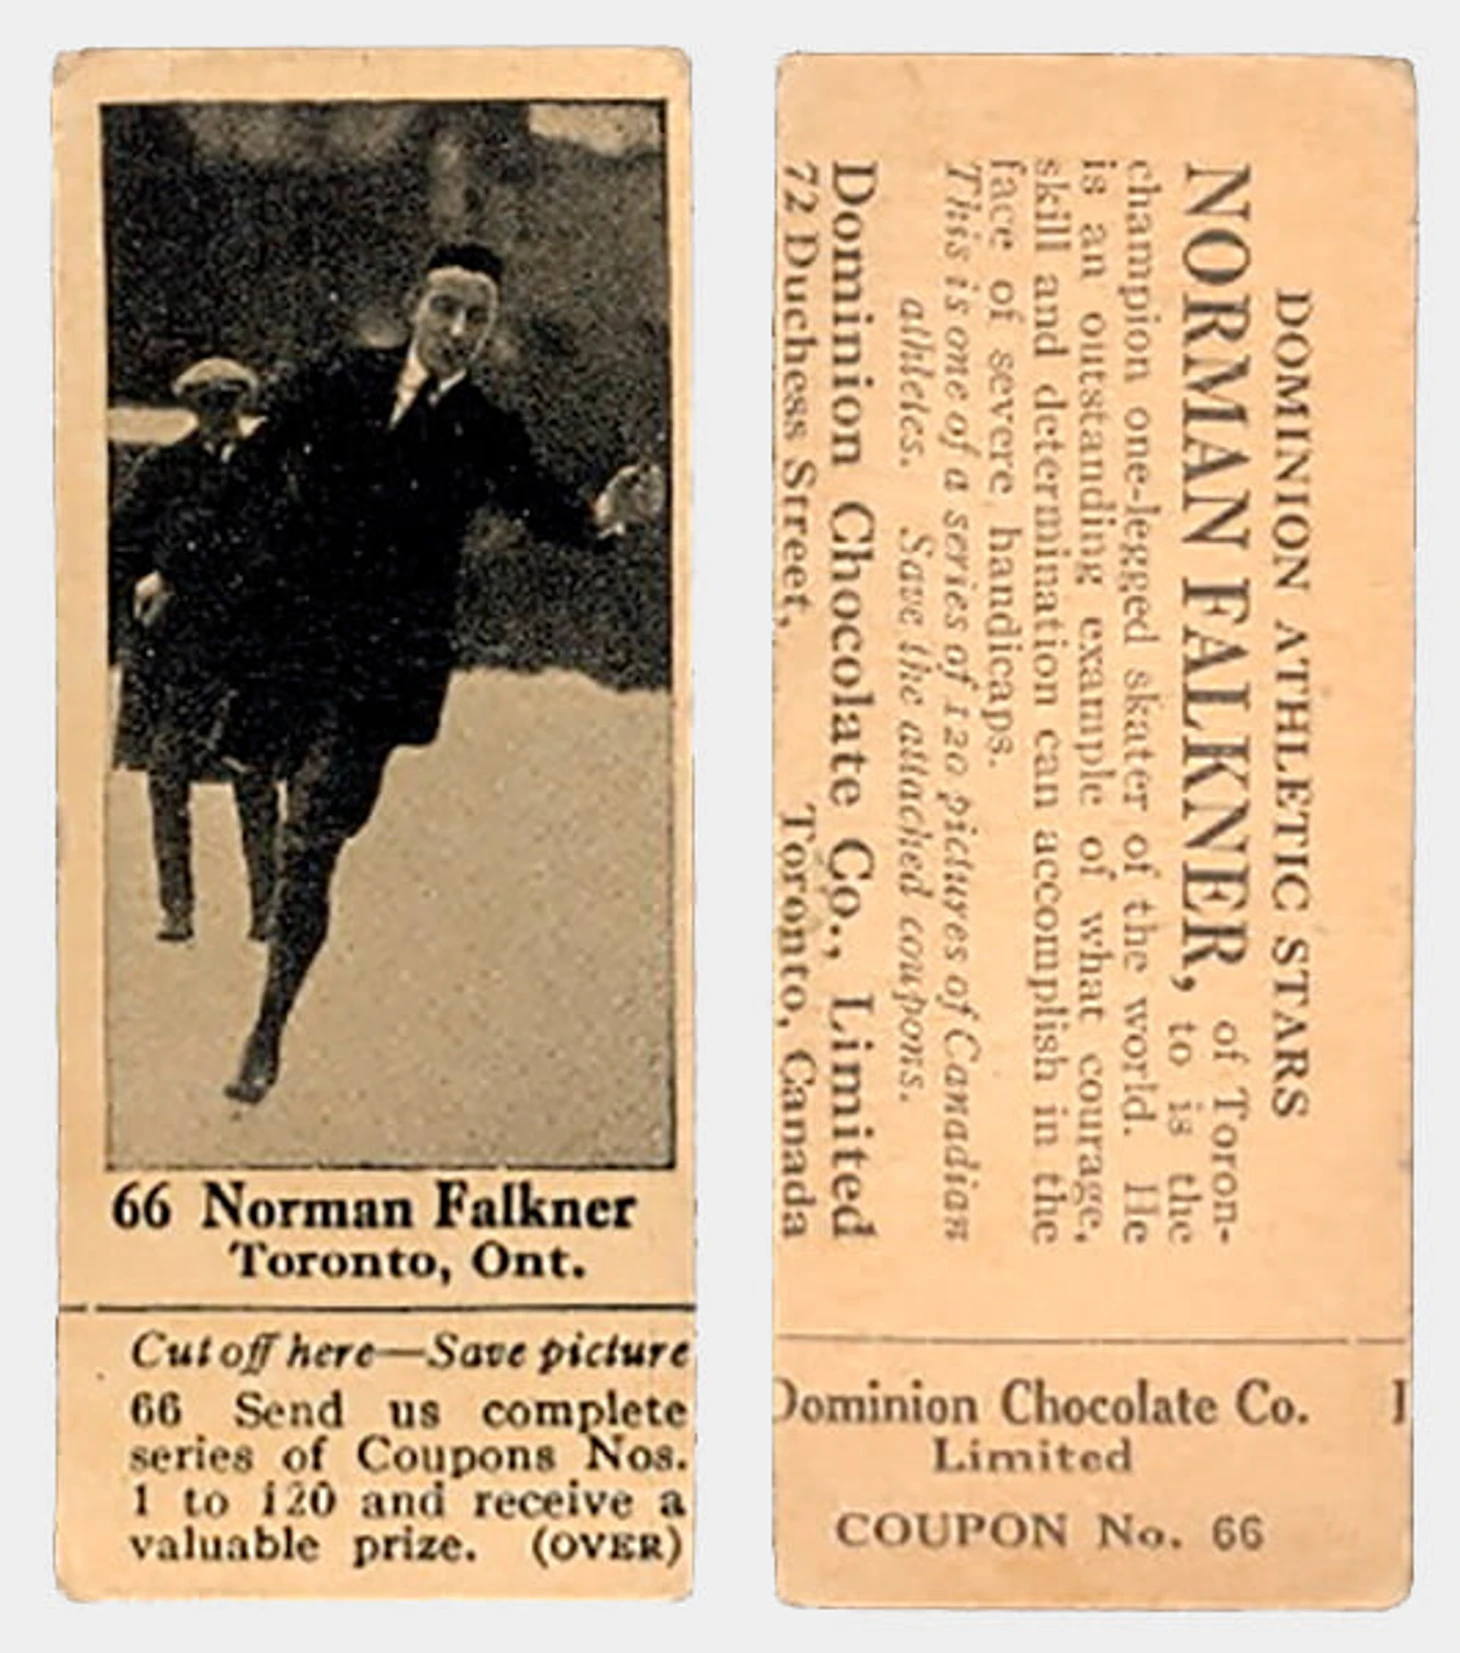 66 Norman Falkner
Toronto, Ont.
Cut off here—Save picture
66 Send us complete
series of Coupons Nos.
1 to 120 and receive a
valuable prize. (OVER)
DOMINION ATHLETIC STARS
NORMAN FALKNER, of Toron-
to is the
champion one-legged skater of the world. He
is an outstanding example of what courage,
skill and determination can accomplish in the
face of severe handicaps.
This is one of a series of 120 pictures of Canadian
athletes. Save the attached coupons.
Dominion Chocolate Co., Limited
72 Duchess Street, Toronto, Canada
Dominion Chocolate Co.
Limited
COUPON No. 66